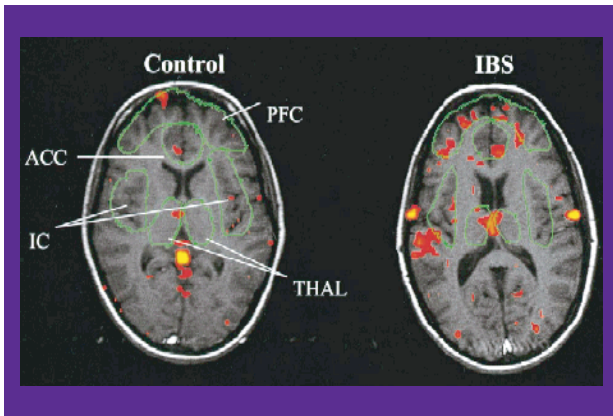 Control
IBS
PFC
ACC
IC
THAL